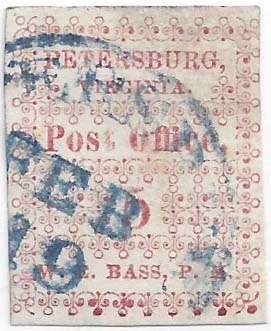 PETERSBURG,
VIRGINIA.
Post Office.
5
W. E. BASS, P. M.